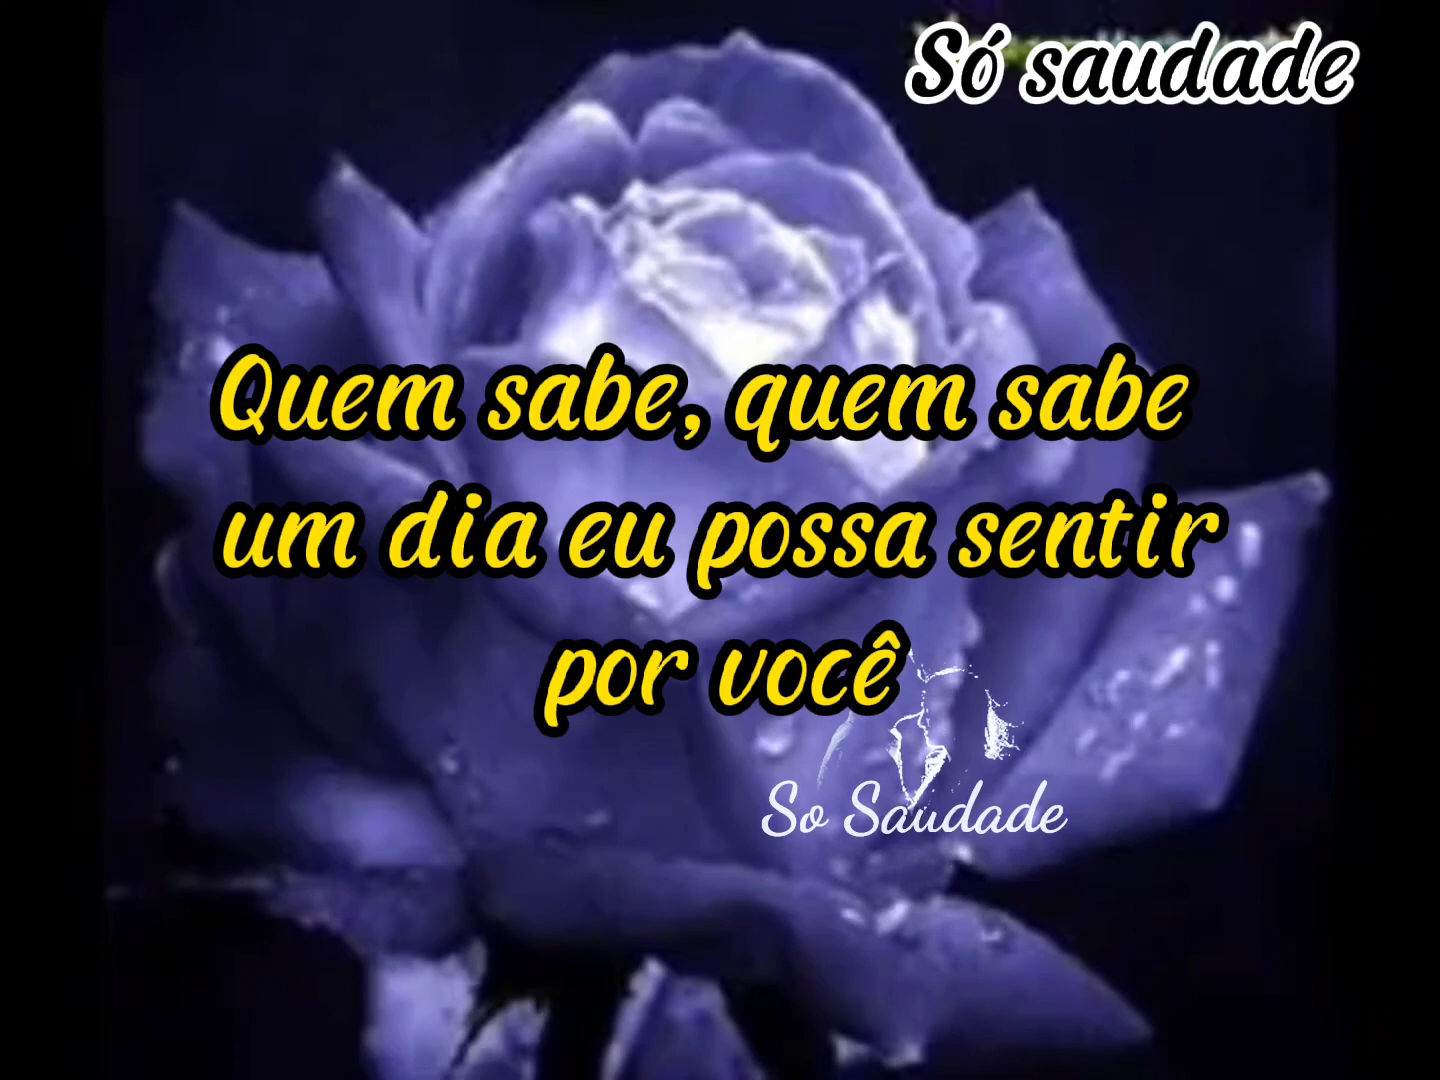 Só saudade
Quem sabe, quem sabe
um dia eu possa sentir
por você
So Saudade